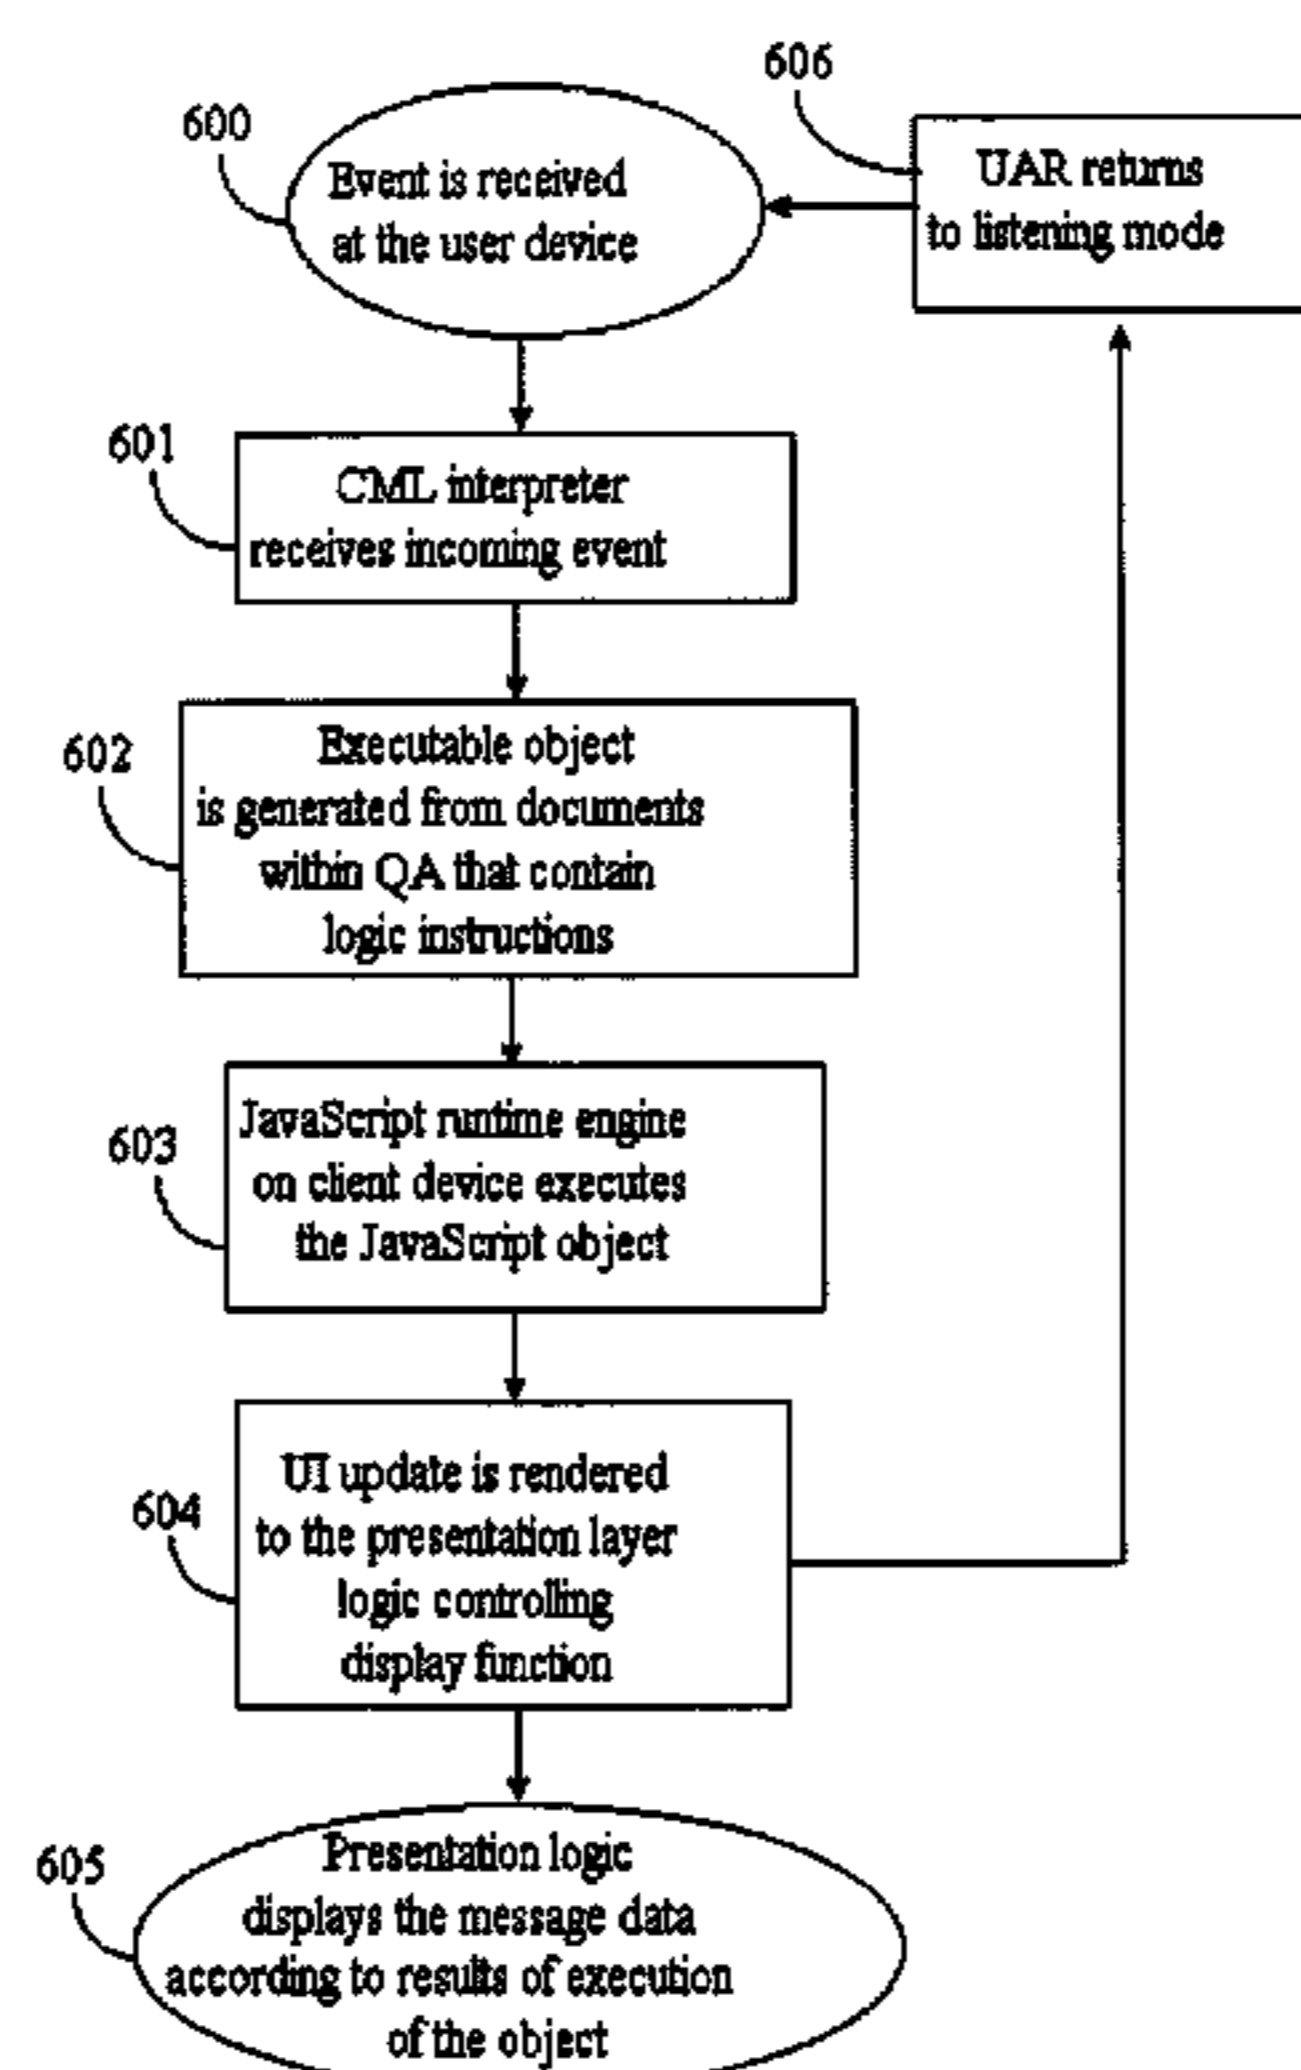 606
600
Event is received
at the user device
UAR returns
to listening mode
601
CML interpreter
receives incoming event
602
Executable object
is generated from documents
within QA that contain
logic instructions
603
JavaScript runtime engine
on client device executes
the JavaScript object
604
UI update is rendered
to the presentation layer
logic controlling
display function
605
Presentation logic
displays the message data
according to results of execution
of the object